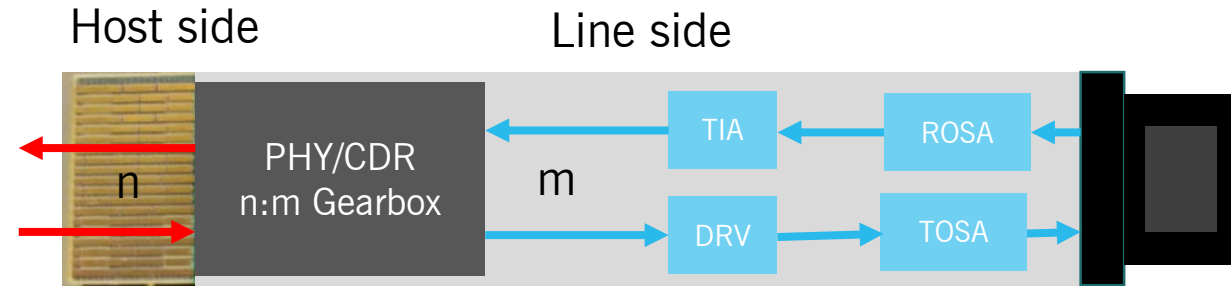 Host side
Line side
n
PHY/CDR
n:m Gearbox
m
TIA
ROSA
DRV
TOSA